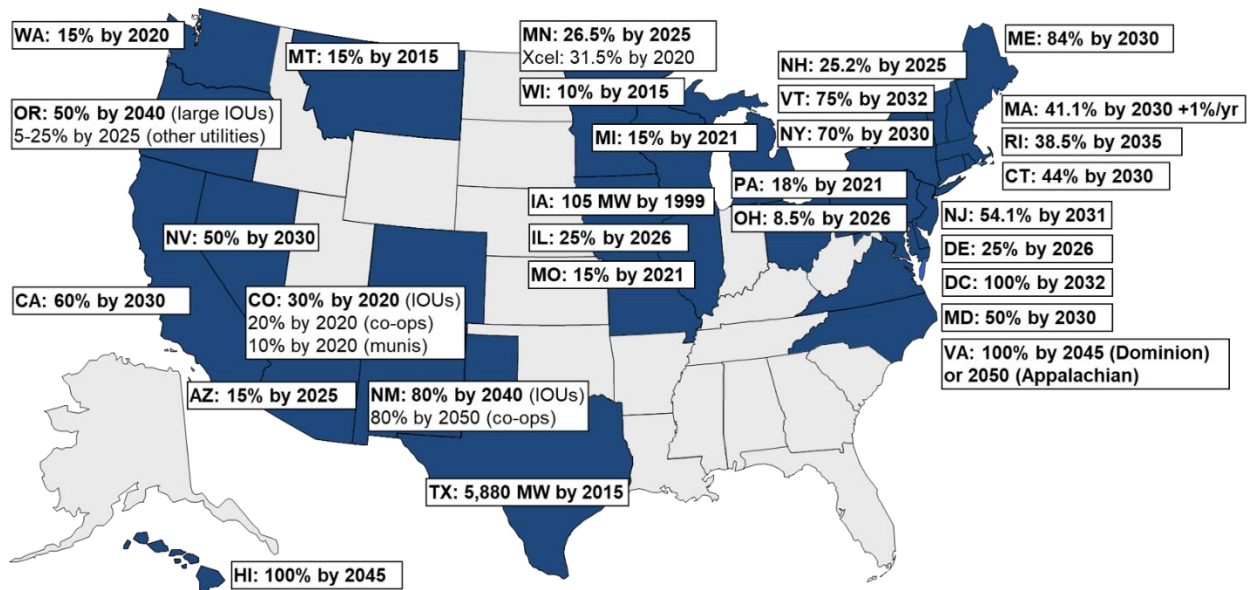 WA: 15% by 2020
MT: 15% by 2015
MN: 26.5% by 2025
Xcel: 31.5% by 2020
ME: 84% by 2030
NH: 25.2% by 2025
WI: 10% by 2015
VT: 75% by 2032
OR: 50% by 2040 (large IOUs)
5-25% by 2025 (other utilities)
MA: 41.1% by 2030 +1%/yr
MI: 15% by 2021
NY: 70% by 2030
RI: 38.5% by 2035
CT: 44% by 2030
PA: 18% by 2021
IA: 105 MW by 1999
OH: 8.5% by 2026
NJ: 54.1% by 2031
NV: 50% by 2030
IL: 25% by 2026
DE: 25% by 2026
MO: 15% by 2021
DC: 100% by 2032
CA: 60% by 2030
CO: 30% by 2020 (IOUs)
20% by 2020 (co-ops)
10% by 2020 (munis)
MD: 50% by 2030
VA: 100% by 2045 (Dominion)
or 2050 (Appalachian)
AZ: 15% by 2025
NM: 80% by 2040 (IOUs)
80% by 2050 (co-ops)
TX: 5,880 MW by 2015
HI: 100% by 2045